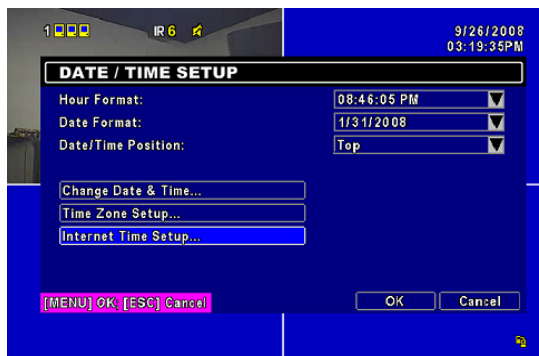 1 IR 6 9/26/2008
03:19:35PM
DATE / TIME SETUP
Hour Format: 08:46:05 PM
Date Format: 1/31/2008
Date/Time Position: Top
Change Date & Time...
Time Zone Setup...
Internet Time Setup...
[MENU] OK; [ESC] Cancel OK Cancel